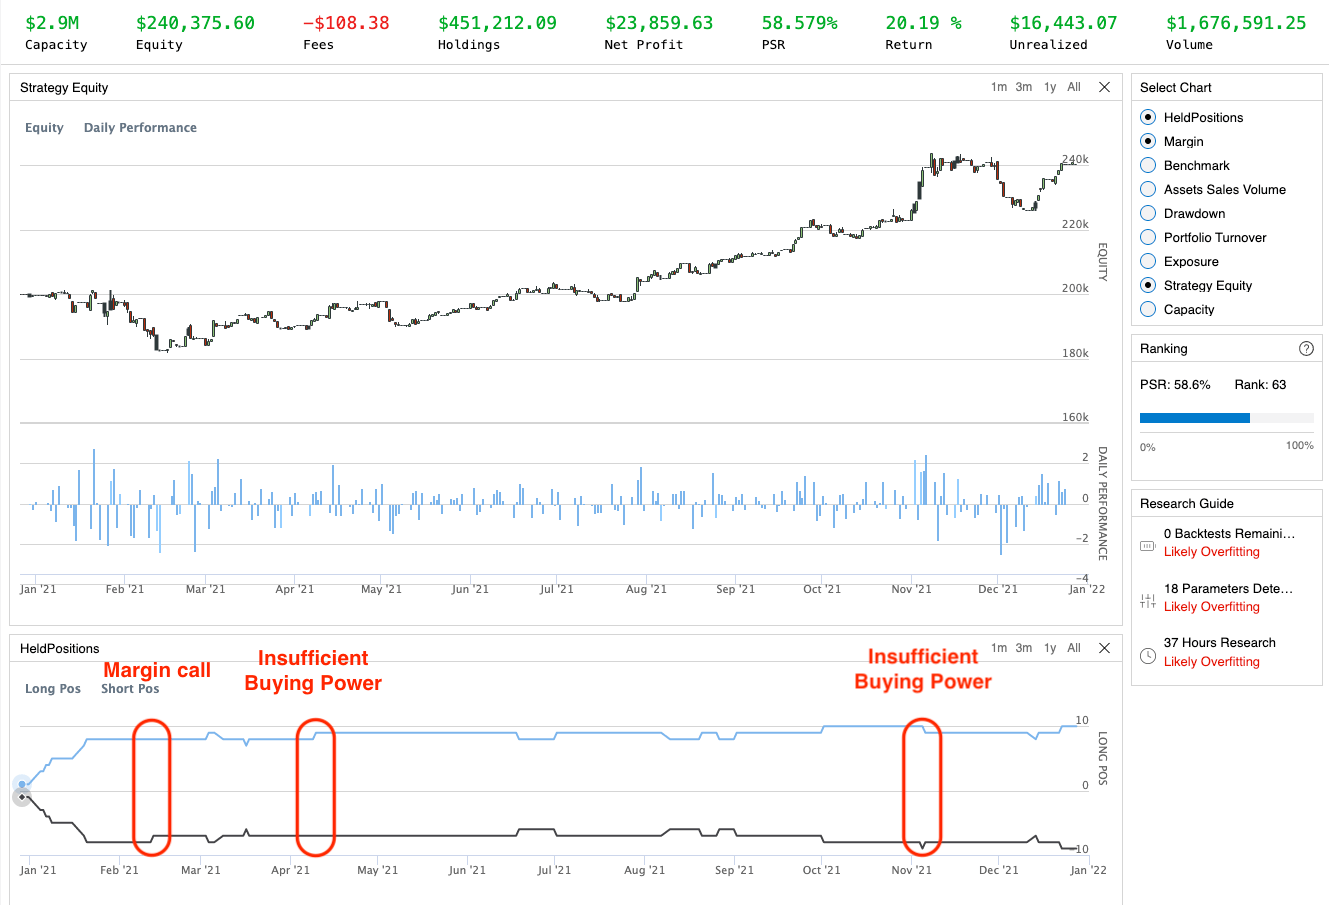 $2.9M $240,375.60 -$108.38 $451,212.09 $23,859.63 58.579% 20.19 % $16,443.07 $1,676,591.25
Capacity Equity Fees Holdings Net Profit PSR Return Unrealized Volume
Strategy Equity 1m 3m 1y All
Equity Daily Performance
240k
220k
200k
180k
160k
EQUITY
2
0
-2
-4
DAILY PERFORMANCE
Jan '21 Feb '21 Mar '21 Apr '21 May '21 Jun '21 Jul '21 Aug '21 Sep '21 Oct '21 Nov '21 Dec '21 Jan '22
HeldPositions 1m 3m 1y All
Long Pos Short Pos
Margin call
Insufficient
Buying Power
Insufficient
Buying Power
10
0
-10
LONG POS
Jan '21 Feb '21 Mar '21 Apr '21 May '21 Jun '21 Jul '21 Aug '21 Sep '21 Oct '21 Nov '21 Dec '21 Jan '22
Select Chart
HeldPositions
Margin
Benchmark
Assets Sales Volume
Drawdown
Portfolio Turnover
Exposure
Strategy Equity
Capacity
Ranking ?
PSR: 58.6% Rank: 63
0% 100%
Research Guide
0 Backtests Remaini...
Likely Overfitting
18 Parameters Dete...
Likely Overfitting
37 Hours Research
Likely Overfitting